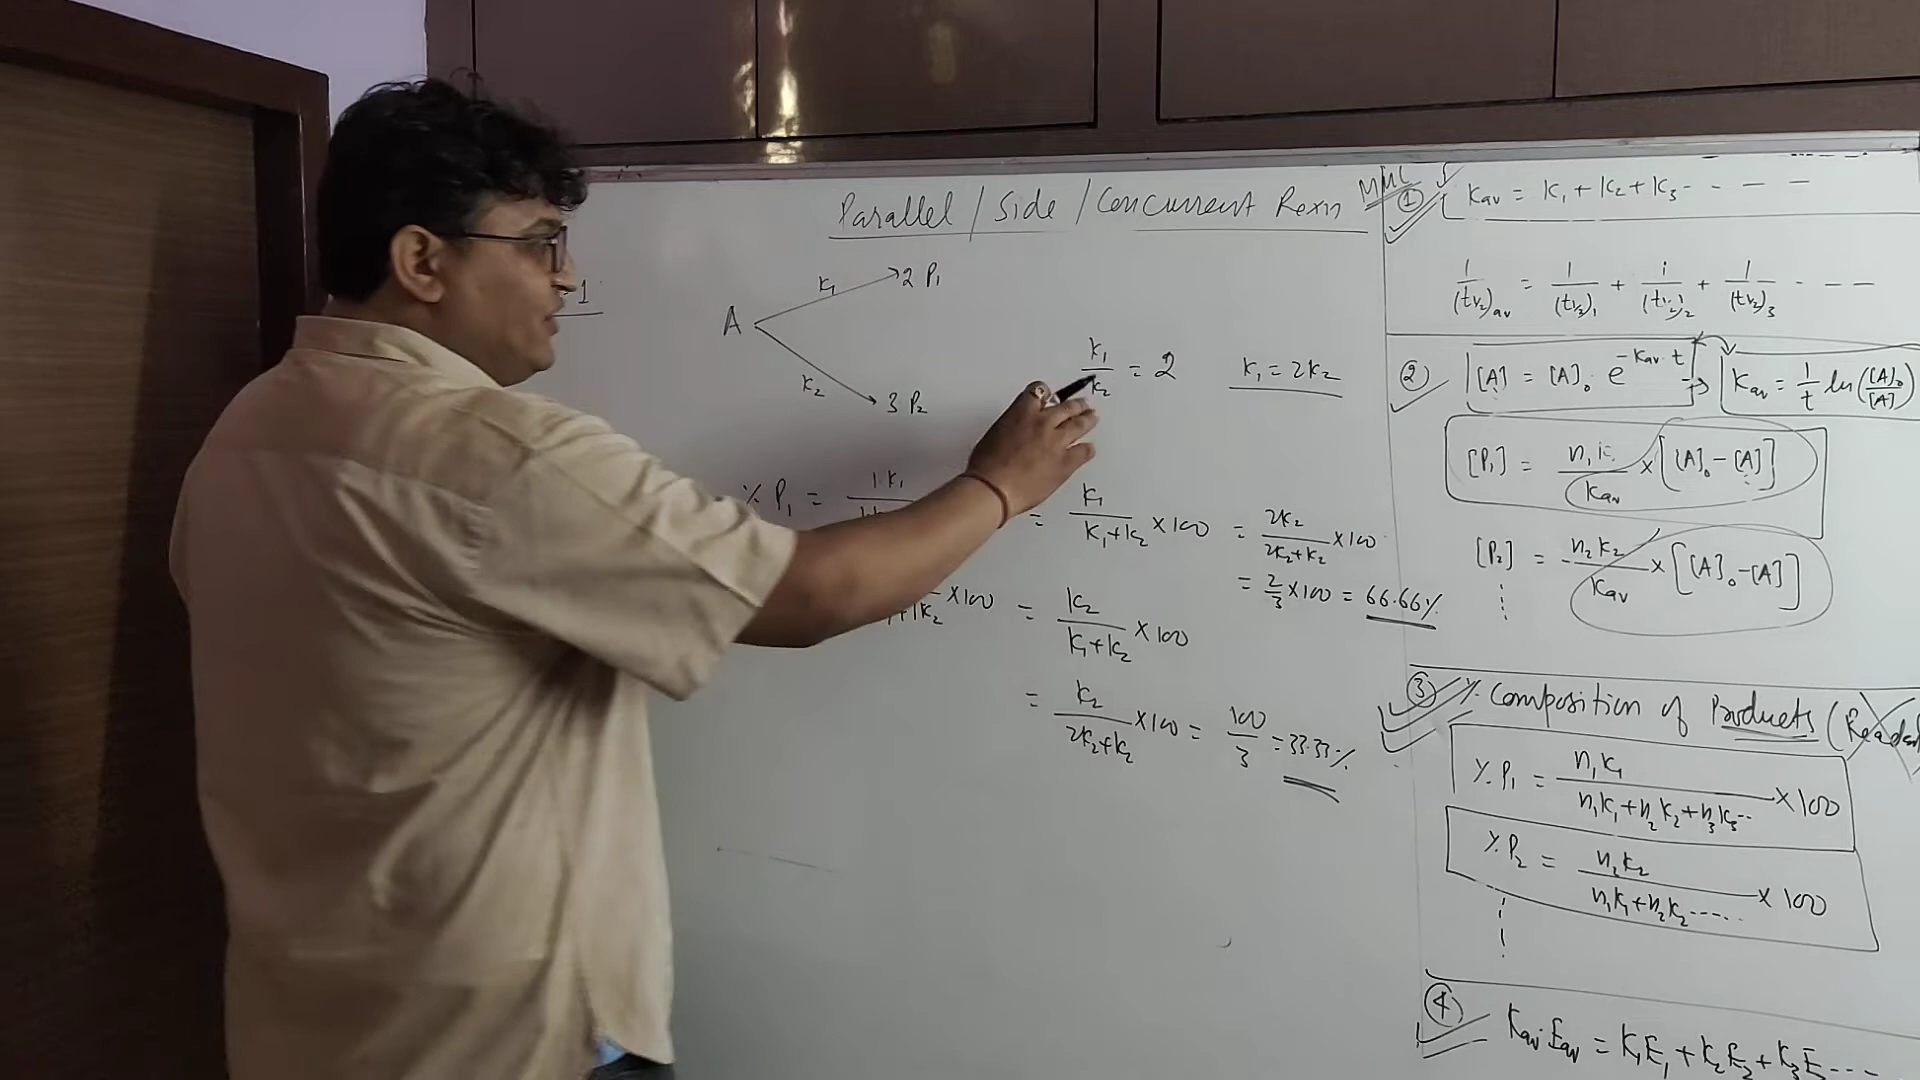 Parallel / Side / Concurrent Rexn
-1
A
K₁
2 P₁
K₂
3 P₂
K₁/K₂ = 2
K₁ = 2K₂
% P₁ = 1 K₁
= K₁/(K₁+K₂) × 100 = 2K₂/(2K₂+K₂) × 100
= 2/3 × 100 = 66.66%
× 100 = K₂/(K₁+K₂) × 100
= K₂/(2K₂+K₂) × 100 = 100/3 = 33.33%
① Kav = K₁ + K₂ + K₃ - - - -
1/(t½)av = 1/(t½)₁ + 1/(t½)₂ + 1/(t½)₃ - - - -
② [A] = [A]₀ e^(-Kav·t) → Kav = 1/t ln([A]₀/[A])
[P₁] = n₁K/Kav × [[A]₀ - [A]]
[P₂] = n₂K₂/Kav × [[A]₀ - [A]]
③ % Composition of Products (
% P₁ = n₁K₁/(n₁K₁+n₂K₂+n₃K₃--) × 100
% P₂ = n₂K₂/(n₁K₁+n₂K₂-----) × 100
④ Kav·Eav = K₁E₁ + K₂E₂ + K₃E₃ - - -